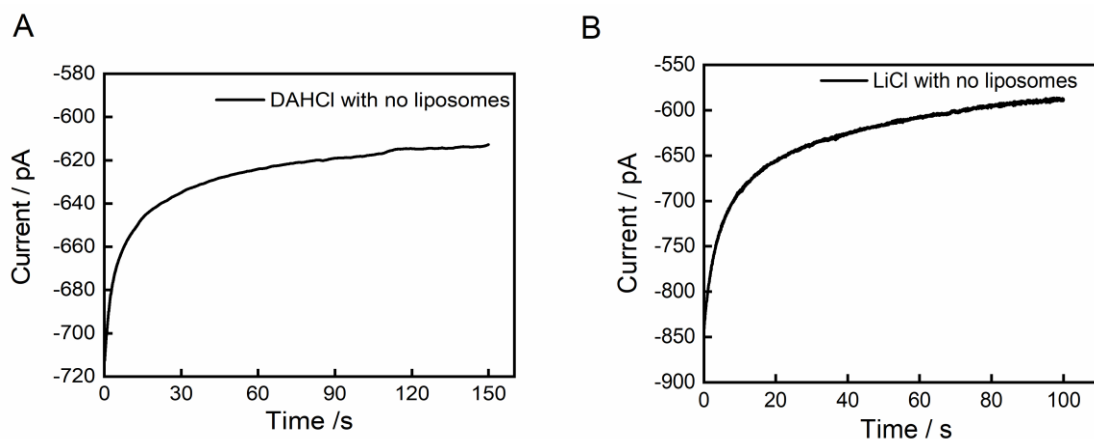 A
-580
-600
-620
-640
-660
-680
-700
-720
Current / pA
DAHCl with no liposomes
0 30 60 90 120 150
Time /s
B
-550
-600
-650
-700
-750
-800
-850
-900
Current / pA
LiCl with no liposomes
0 20 40 60 80 100
Time / s